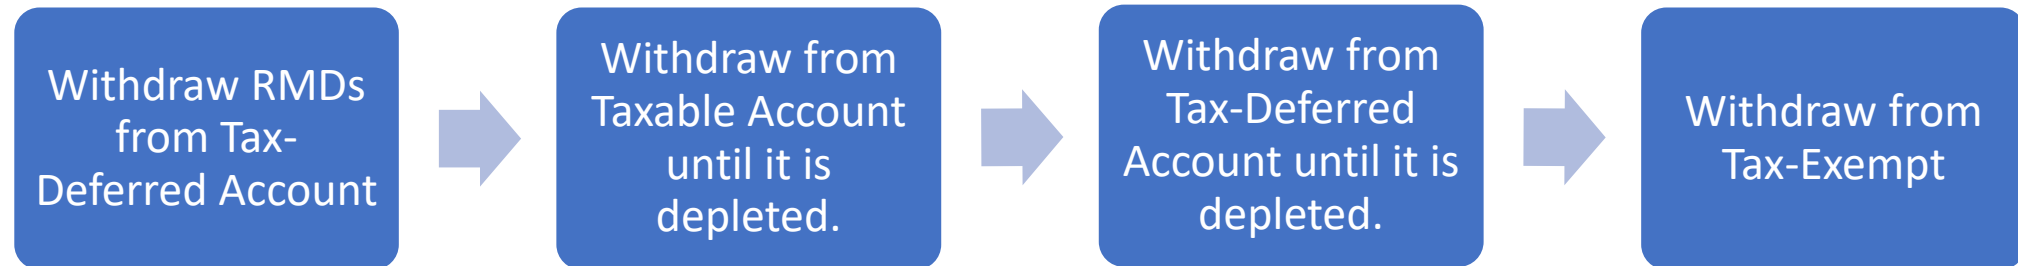 Withdraw RMDs
from Tax-
Deferred Account
Withdraw from
Taxable Account
until it is
depleted.
Withdraw from
Tax-Deferred
Account until it is
depleted.
Withdraw from
Tax-Exempt